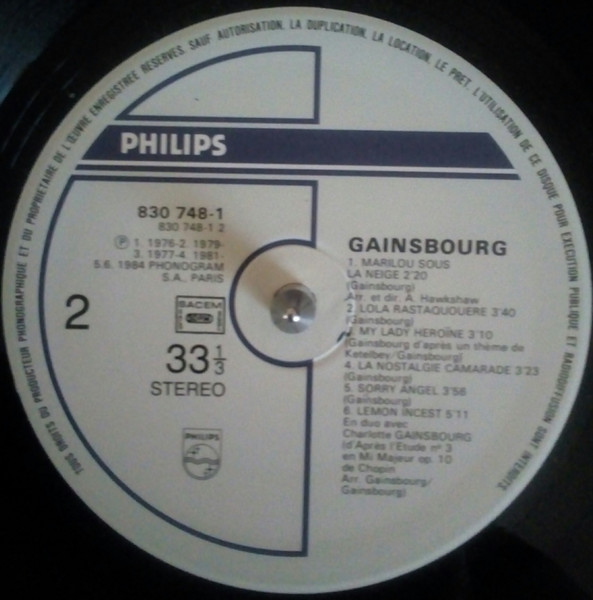 TOUS DROITS DU PRODUCTEUR PHONOGRAPHIQUE ET DU PROPRIETAIRE DE L'ŒUVRE ENREGISTREE RESERVES. SAUF AUTORISATION, LA DUPLICATION, LA LOCATION, LE PRET, L'UTILISATION DE CE DISQUE POUR EXECUTION PUBLIQUE ET RADIODIFFUSION SONT INTERDITS
PHILIPS
830 748-1
830 748-1 2
Ⓟ 1. 1976-2. 1979-
3. 1977-4. 1981-
5.6. 1984 PHONOGRAM
S.A., PARIS
SACEM
2
33 1/3
STEREO
PHILIPS
GAINSBOURG
1. MARILOU SOUS
LA NEIGE 2'20
(Gainsbourg)
Arr. et dir. A. Hawkshaw
2. LOLA RASTAQUOUERE 3'40
(Gainsbourg)
3. MY LADY HEROÏNE 3'10
(Gainsbourg d'après un thème de
Katelbey/Gainsbourg)
4. LA NOSTALGIE CAMARADE 3'23
(Gainsbourg)
5. SORRY ANGEL 3'56
(Gainsbourg)
6. LEMON INCEST 5'11
En duo avec
Charlotte GAINSBOURG
(d'Après l'Etude n° 3
en Mi Majeur op. 10
de Chopin
Arr. Gainsbourg/
Gainsbourg)